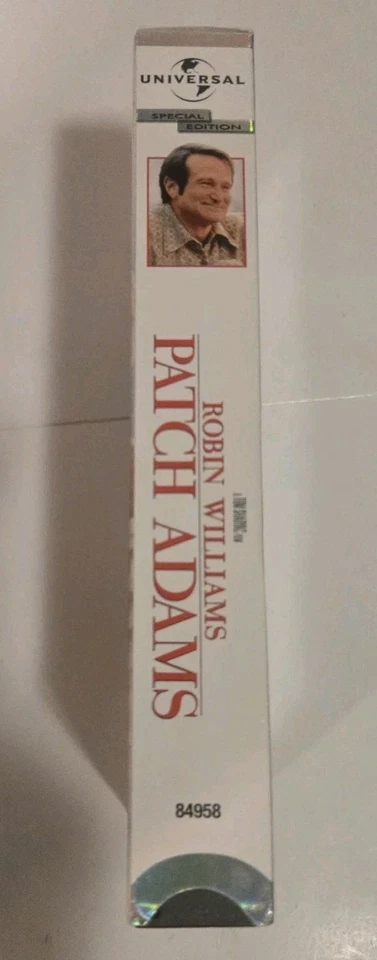 UNIVERSAL
SPECIAL
EDITION
ROBIN WILLIAMS
PATCH ADAMS
84958